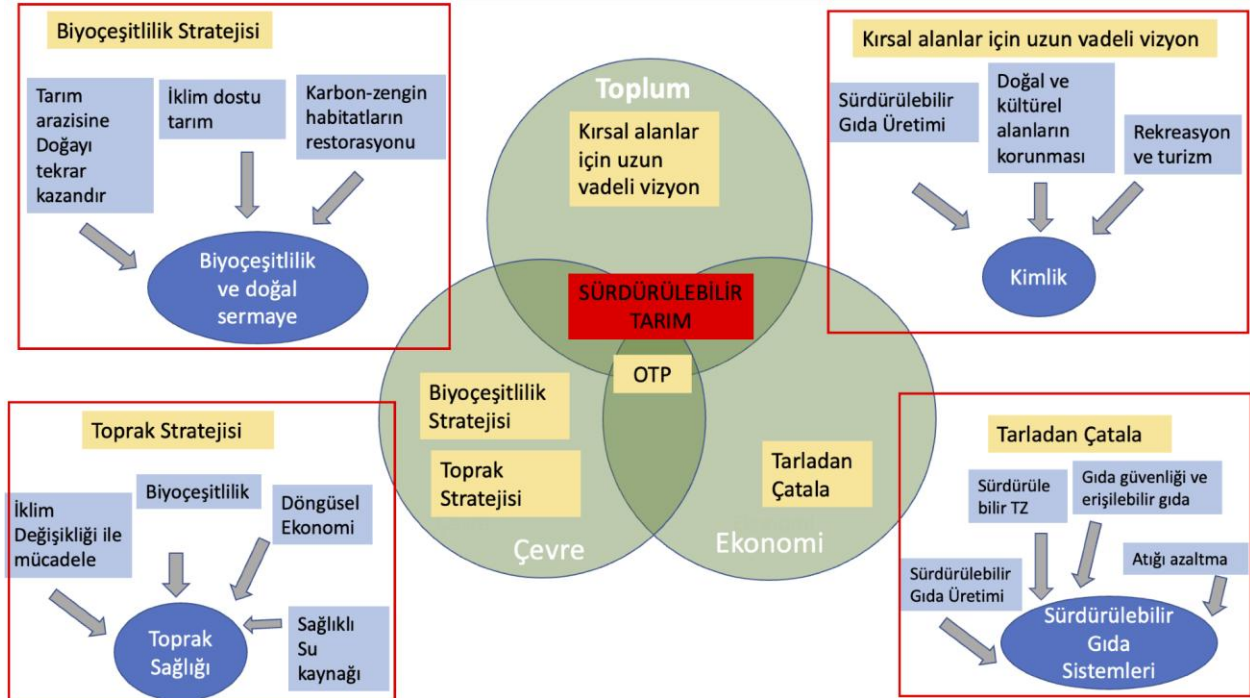 Biyoçeşitlilik Stratejisi
Tarım
arazisine
Doğayı
tekrar
kazandır
İklim dostu
tarım
Karbon-zengin
habitatların
restorasyonu
Biyoçeşitlilik
ve doğal
sermaye
Toplum
Kırsal alanlar
için uzun
vadeli vizyon
SÜRDÜRÜLEBİLİR
TARIM
OTP
Biyoçeşitlilik
Stratejisi
Toprak
Stratejisi
Çevre
Tarladan
Çatala
Ekonomi
Kırsal alanlar için uzun vadeli vizyon
Sürdürülebilir
Gıda Üretimi
Doğal ve
kültürel
alanların
korunması
Rekreasyon
ve turizm
Kimlik
Toprak Stratejisi
İklim
Değişikliği ile
mücadele
Biyoçeşitlilik
Döngüsel
Ekonomi
Sağlıklı
Su
kaynağı
Toprak
Sağlığı
Tarladan Çatala
Sürdürüle
bilir TZ
Gıda güvenliği ve
erişilebilir gıda
Atığı azaltma
Sürdürülebilir
Gıda Üretimi
Sürdürülebilir
Gıda
Sistemleri